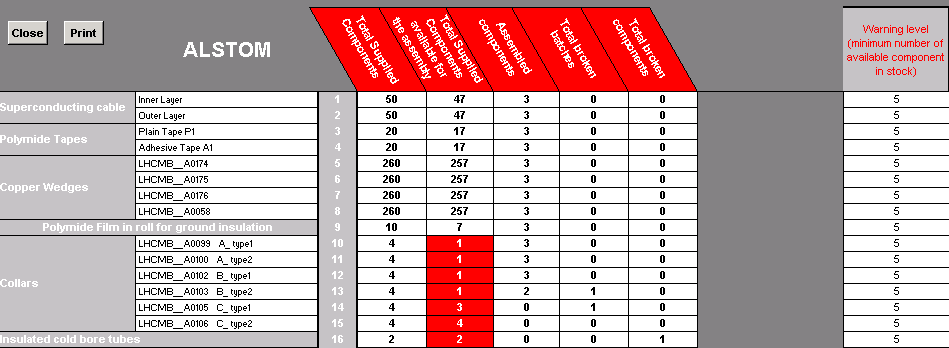 Close Print
ALSTOM
Total Supplied Components
Total Supplied Components available for the assembly
Assembled components
Total broken batches
Total broken components
Warning level
(minimum number of
available component
in stock)
Superconducting cable Inner Layer 1 50 47 3 0 0 5
Outer Layer 2 50 47 3 0 0 5
Polymide Tapes Plain Tape P1 3 20 17 3 0 0 5
Adhesive Tape A1 4 20 17 3 0 0 5
Copper Wedges LHCMB__A0174 5 260 257 3 0 0 5
LHCMB__A0175 6 260 257 3 0 0 5
LHCMB__A0176 7 260 257 3 0 0 5
LHCMB__A0058 8 260 257 3 0 0 5
Polymide Film in roll for ground insulation 9 10 7 3 0 0 5
Collars LHCMB__A0099 A_ type1 10 4 1 3 0 0 5
LHCMB__A0100 A_ type2 11 4 1 3 0 0 5
LHCMB__A0102 B_ type1 12 4 1 3 0 0 5
LHCMB__A0103 B_ type2 13 4 1 2 1 0 5
LHCMB__A0105 C_ type1 14 4 3 0 1 0 5
LHCMB__A0106 C_ type2 15 4 4 0 0 0 5
Insulated cold bore tubes 16 2 2 0 0 1 5